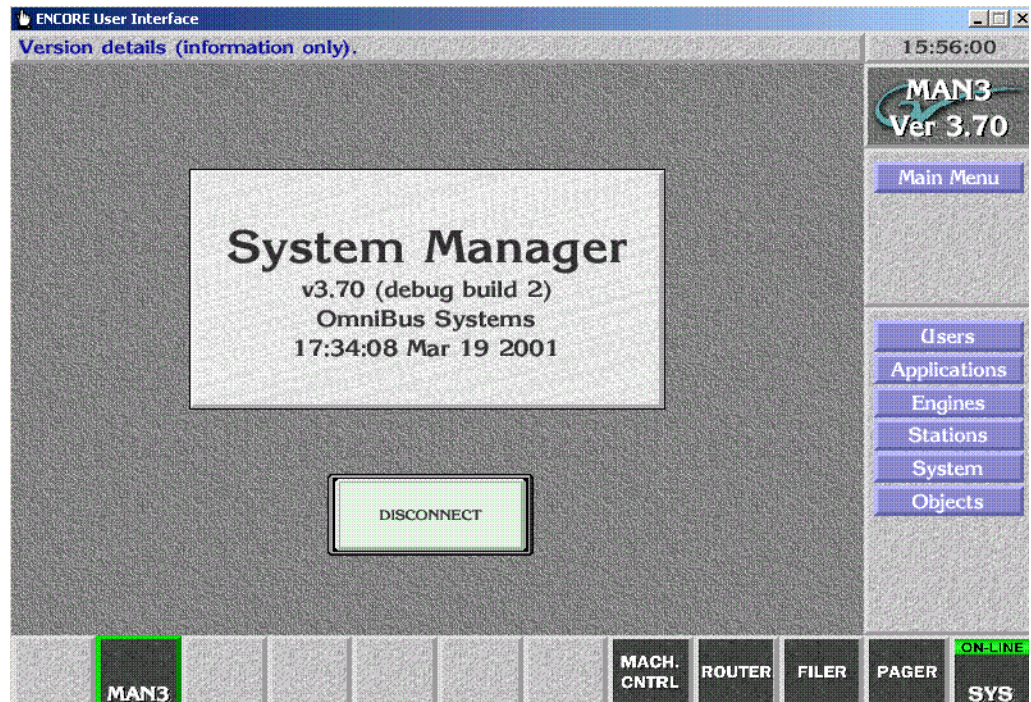 ENCORE User Interface
Version details (information only).
15:56:00
MAN3
Ver 3.70
Main Menu
System Manager
v3.70 (debug build 2)
OmniBus Systems
17:34:08 Mar 19 2001
DISCONNECT
Users
Applications
Engines
Stations
System
Objects
MAN3
MACH.
CNTRL
ROUTER
FILER
PAGER
ON-LINE
SYS